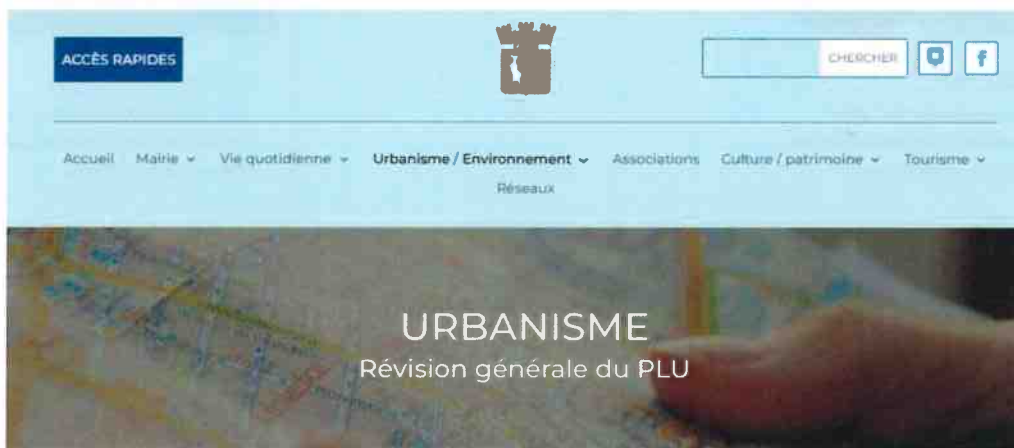 ACCÈS RAPIDES
CHERCHER
f
Accueil Mairie Vie quotidienne Urbanisme / Environnement Associations Culture / patrimoine Tourisme
Réseaux
URBANISME
Révision générale du PLU